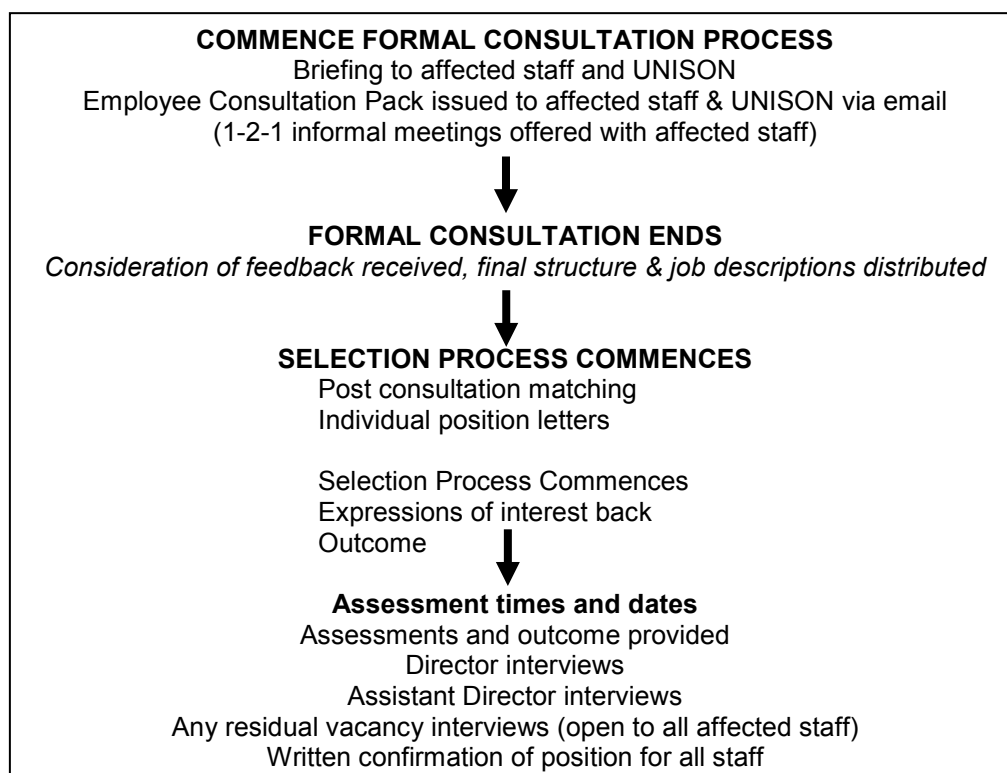 COMMENCE FORMAL CONSULTATION PROCESS
Briefing to affected staff and UNISON
Employee Consultation Pack issued to affected staff & UNISON via email
(1-2-1 informal meetings offered with affected staff)
FORMAL CONSULTATION ENDS
Consideration of feedback received, final structure & job descriptions distributed
SELECTION PROCESS COMMENCES
Post consultation matching
Individual position letters
Selection Process Commences
Expressions of interest back
Outcome
Assessment times and dates
Assessments and outcome provided
Director interviews
Assistant Director interviews
Any residual vacancy interviews (open to all affected staff)
Written confirmation of position for all staff